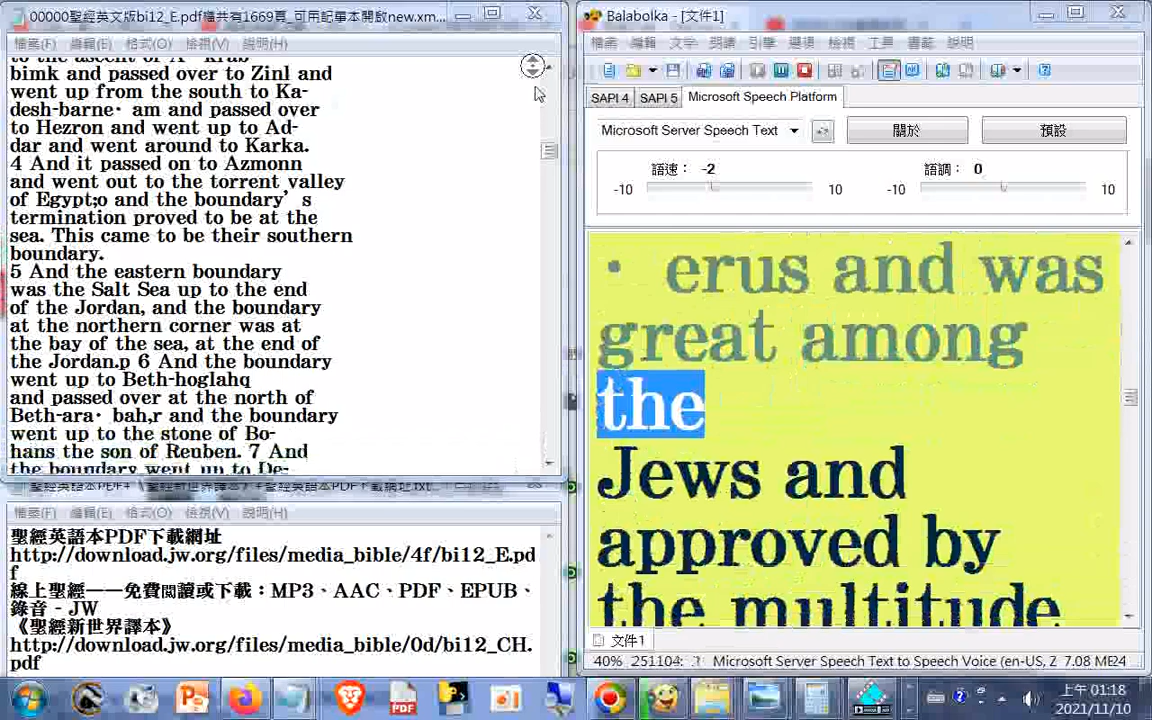 00000聖經英文版bi12_E.pdf檔共有1669頁_可用記事本開啟new.xm...
檔案(F) 編輯(E) 格式(O) 檢視(V) 說明(H)
bimk and passed over to Zinl and
went up from the south to Ka-
desh-barne· am and passed over
to Hezron and went up to Ad-
dar and went around to Karka.
4 And it passed on to Azmonn
and went out to the torrent valley
of Egypt;o and the boundary’s
termination proved to be at the
sea. This came to be their southern
boundary.
5 And the eastern boundary
was the Salt Sea up to the end
of the Jordan, and the boundary
at the northern corner was at
the bay of the sea, at the end of
the Jordan.p 6 And the boundary
went up to Beth-hoglahq
and passed over at the north of
Beth-ara· bah,r and the boundary
went up to the stone of Bo-
hans the son of Reuben. 7 And
the boundary went up to De-
檔案(F) 編輯(E) 格式(O) 檢視(V) 說明(H)
聖經英語本PDF下載網址
http://download.jw.org/files/media_bible/4f/bi12_E.pd
f
線上聖經——免費閱讀或下載：MP3、AAC、PDF、EPUB、
錄音 - JW
《聖經新世界譯本》
http://download.jw.org/files/media_bible/0d/bi12_CH.
pdf
Balabolka - [文件1]
檔案 編輯 文字 朗讀 引擎 選項 檢視 工具 書籤 說明
SAPI 4 SAPI 5 Microsoft Speech Platform
Microsoft Server Speech Text 關於 預設
語速： -2 語調： 0
-10 10 -10 10
· erus and was
great among
the
Jews and
approved by
the multitude
文件1
40% 251104: Microsoft Server Speech Text to Speech Voice (en-US, Z 7.08 ME24
上午 01:18
2021/11/10